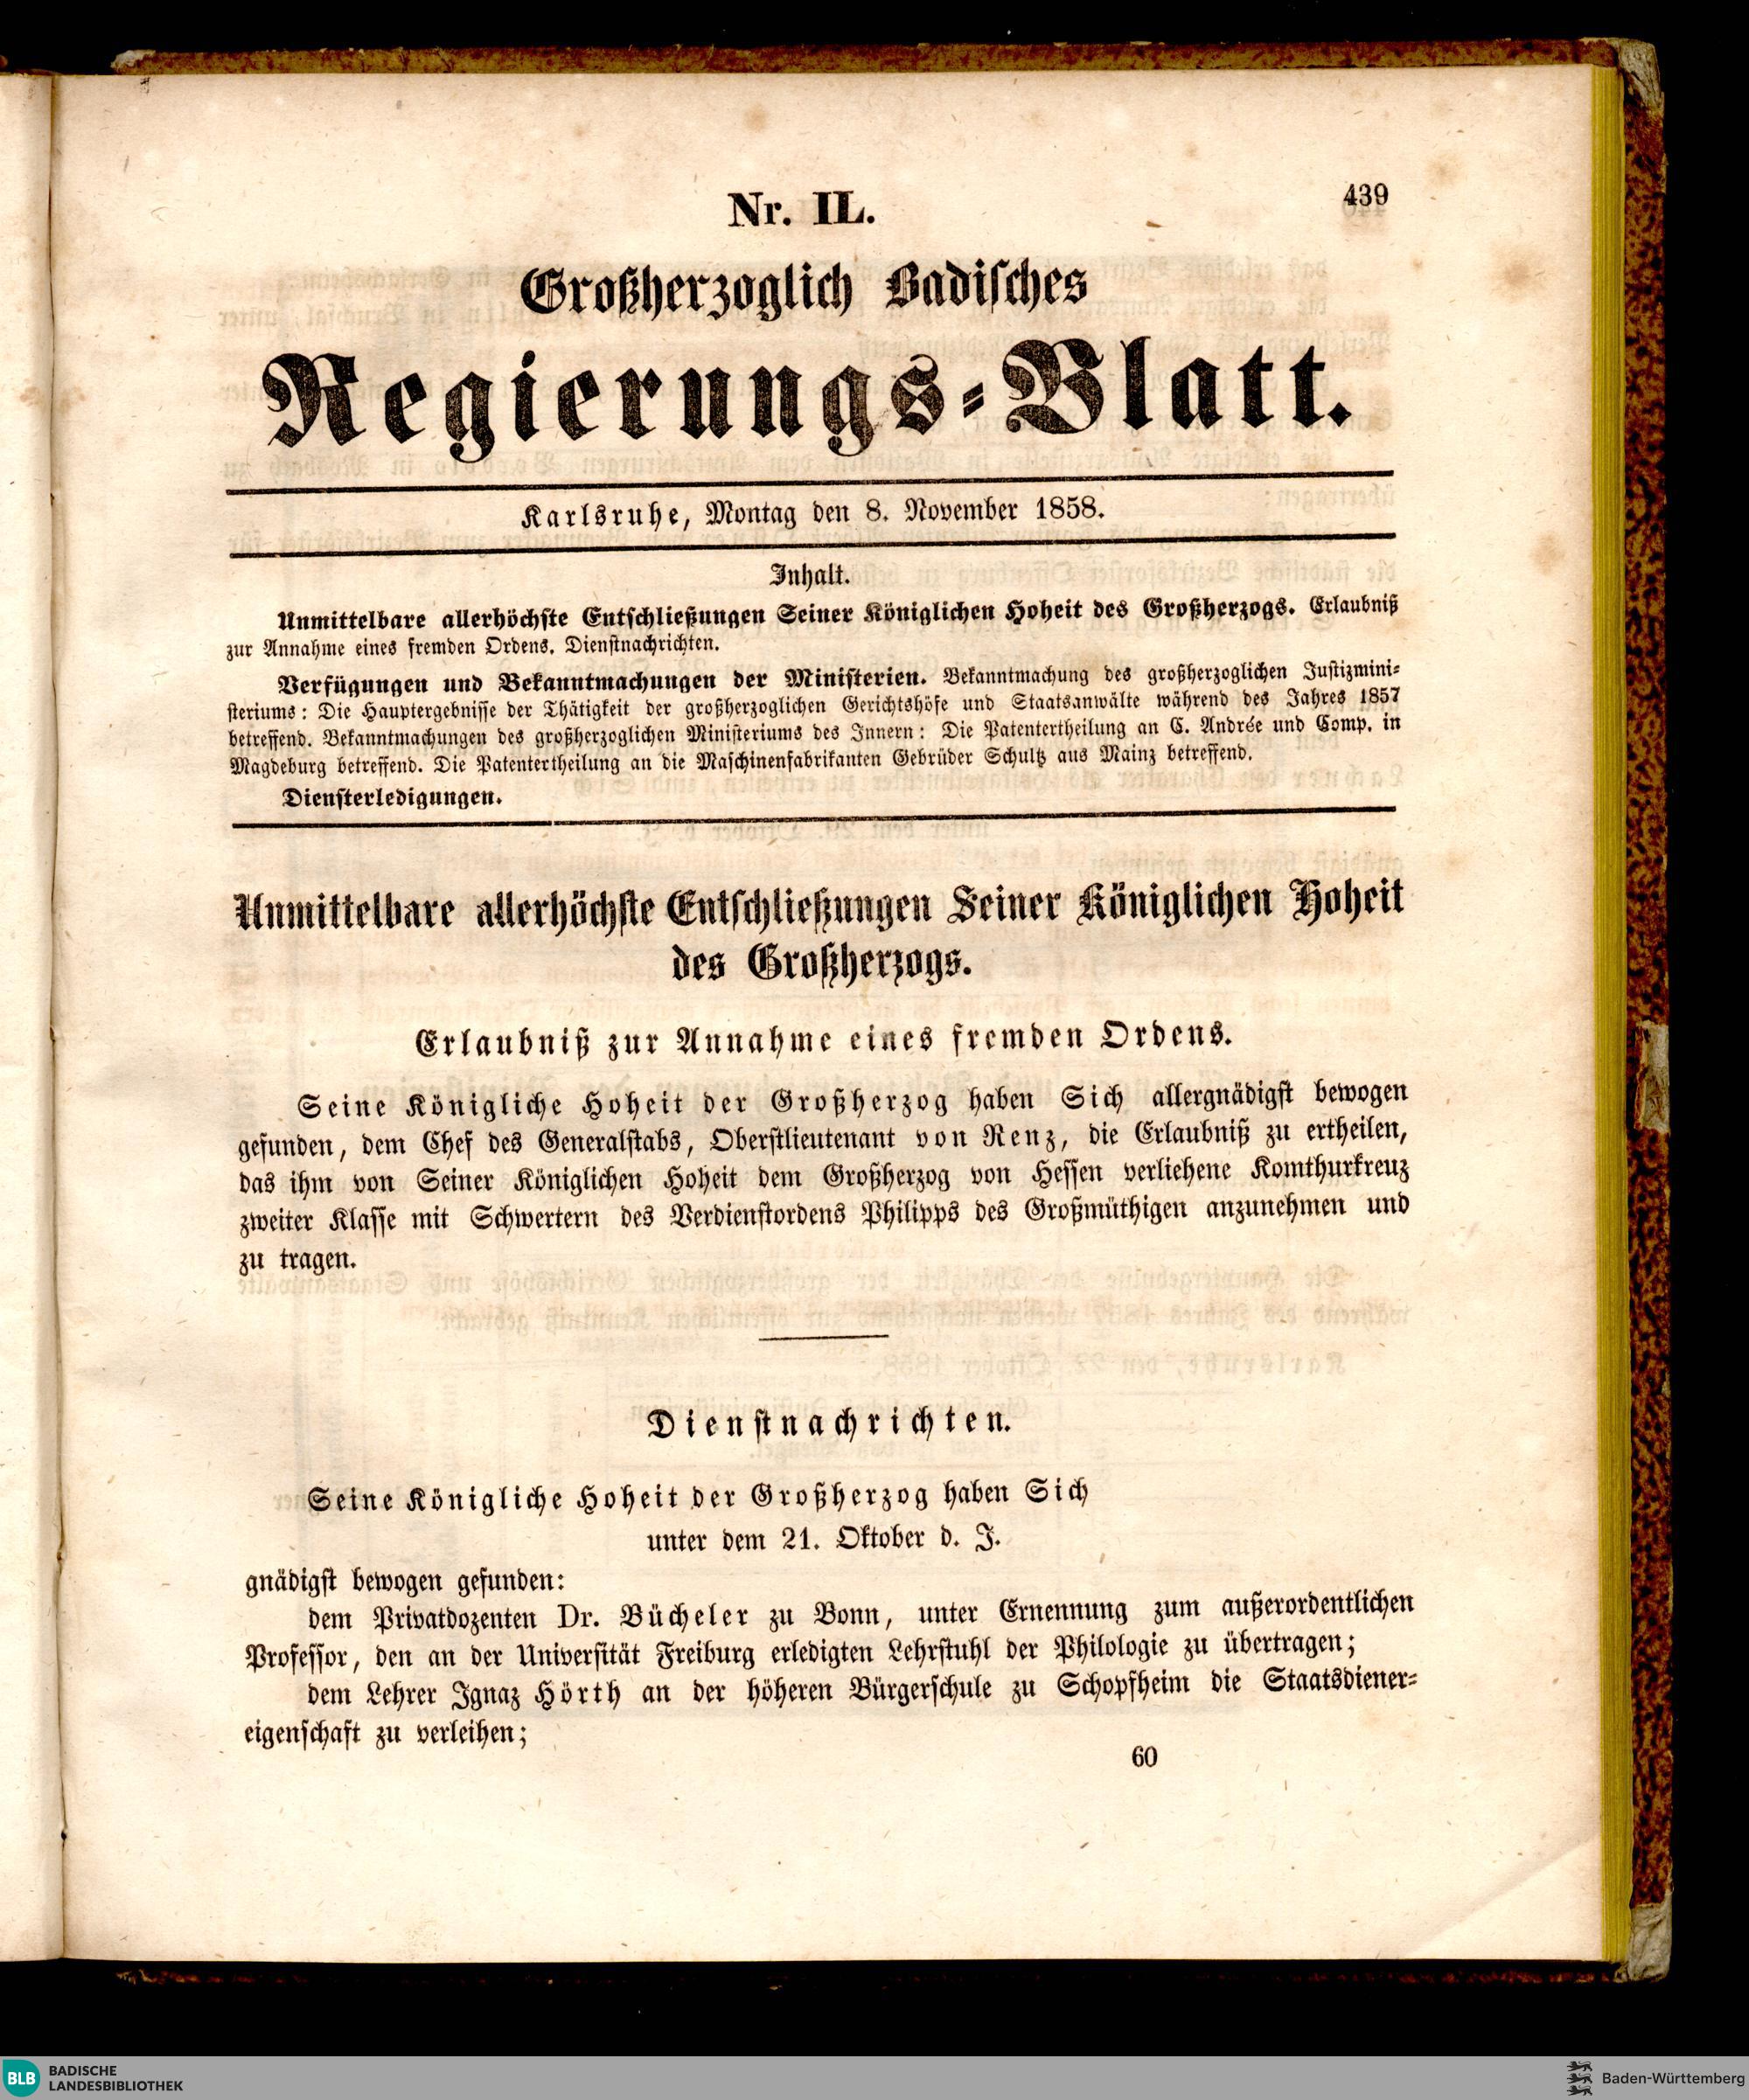 439
Nr. IL.
Großherzoglich Badisches
Regierungs-Blatt.
Karlsruhe, Montag den 8. November 1858.
Inhalt.
Unmittelbare allerhöchste Entschließungen Seiner Königlichen Hoheit des Großherzogs. Erlaubniß
zur Annahme eines fremden Ordens. Dienstnachrichten.
Verfügungen und Bekanntmachungen der Ministerien. Bekanntmachung des großherzoglichen Justizmini-
steriums: Die Hauptergebnisse der Thätigkeit der großherzoglichen Gerichtshöfe und Staatsanwälte während des Jahres 1857
betreffend. Bekanntmachungen des großherzoglichen Ministeriums des Innern: Die Patentertheilung an C. Andrée und Comp. in
Magdeburg betreffend. Die Patentertheilung an die Maschinenfabrikanten Gebrüder Schultz aus Mainz betreffend.
Diensterledigungen.
Unmittelbare allerhöchste Entschließungen Seiner Königlichen Hoheit
des Großherzogs.
Erlaubniß zur Annahme eines fremden Ordens.
Seine Königliche Hoheit der Großherzog haben Sich allergnädigst bewogen
gefunden, dem Chef des Generalstabs, Oberstlieutenant von Renz, die Erlaubniß zu ertheilen,
das ihm von Seiner Königlichen Hoheit dem Großherzog von Hessen verliehene Komthurkreuz
zweiter Klasse mit Schwertern des Verdienstordens Philipps des Großmüthigen anzunehmen und
zu tragen.
Dienstnachrichten.
Seine Königliche Hoheit der Großherzog haben Sich
unter dem 21. Oktober d. J.
gnädigst bewogen gefunden:
dem Privatdozenten Dr. Bücheler zu Bonn, unter Ernennung zum außerordentlichen
Professor, den an der Universität Freiburg erledigten Lehrstuhl der Philologie zu übertragen;
dem Lehrer Ignaz Hörth an der höheren Bürgerschule zu Schopfheim die Staatsdiener-
eigenschaft zu verleihen;
60
BLB BADISCHE
LANDESBIBLIOTHEK
Baden-Württemberg